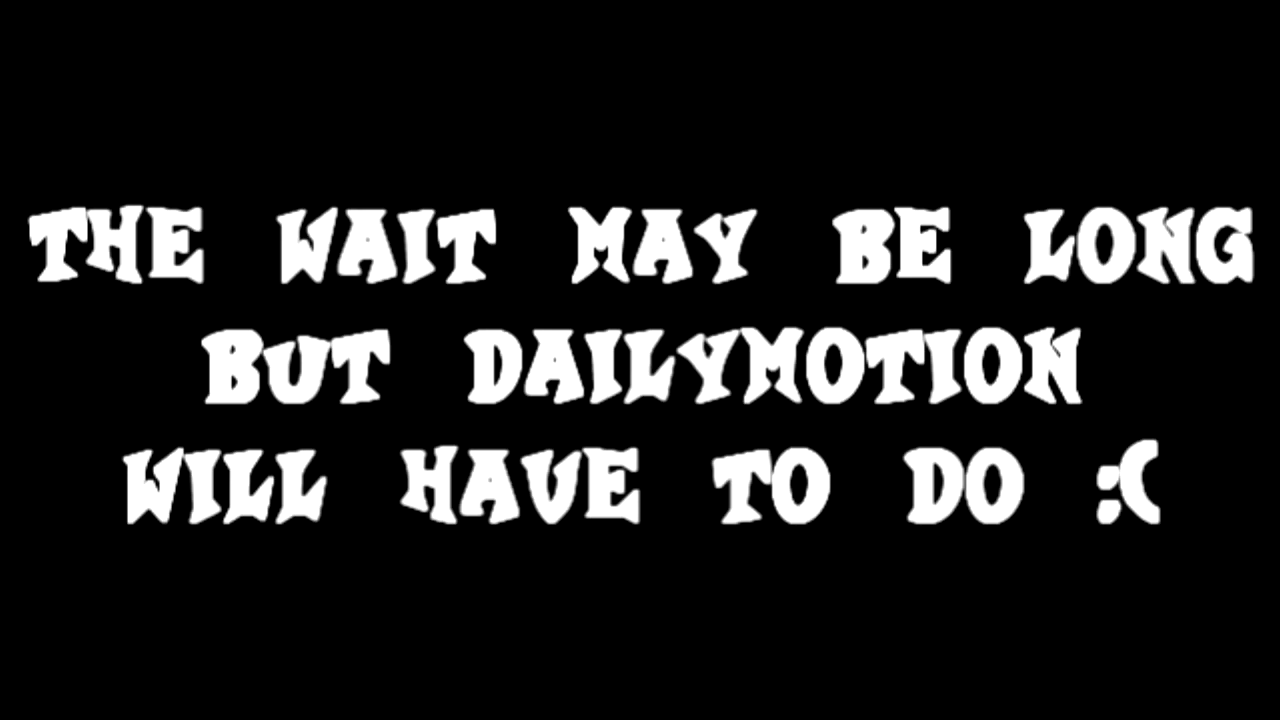 THE WAIT MAY BE LONG
BUT DAILYMOTION
WILL HAVE TO DO :(